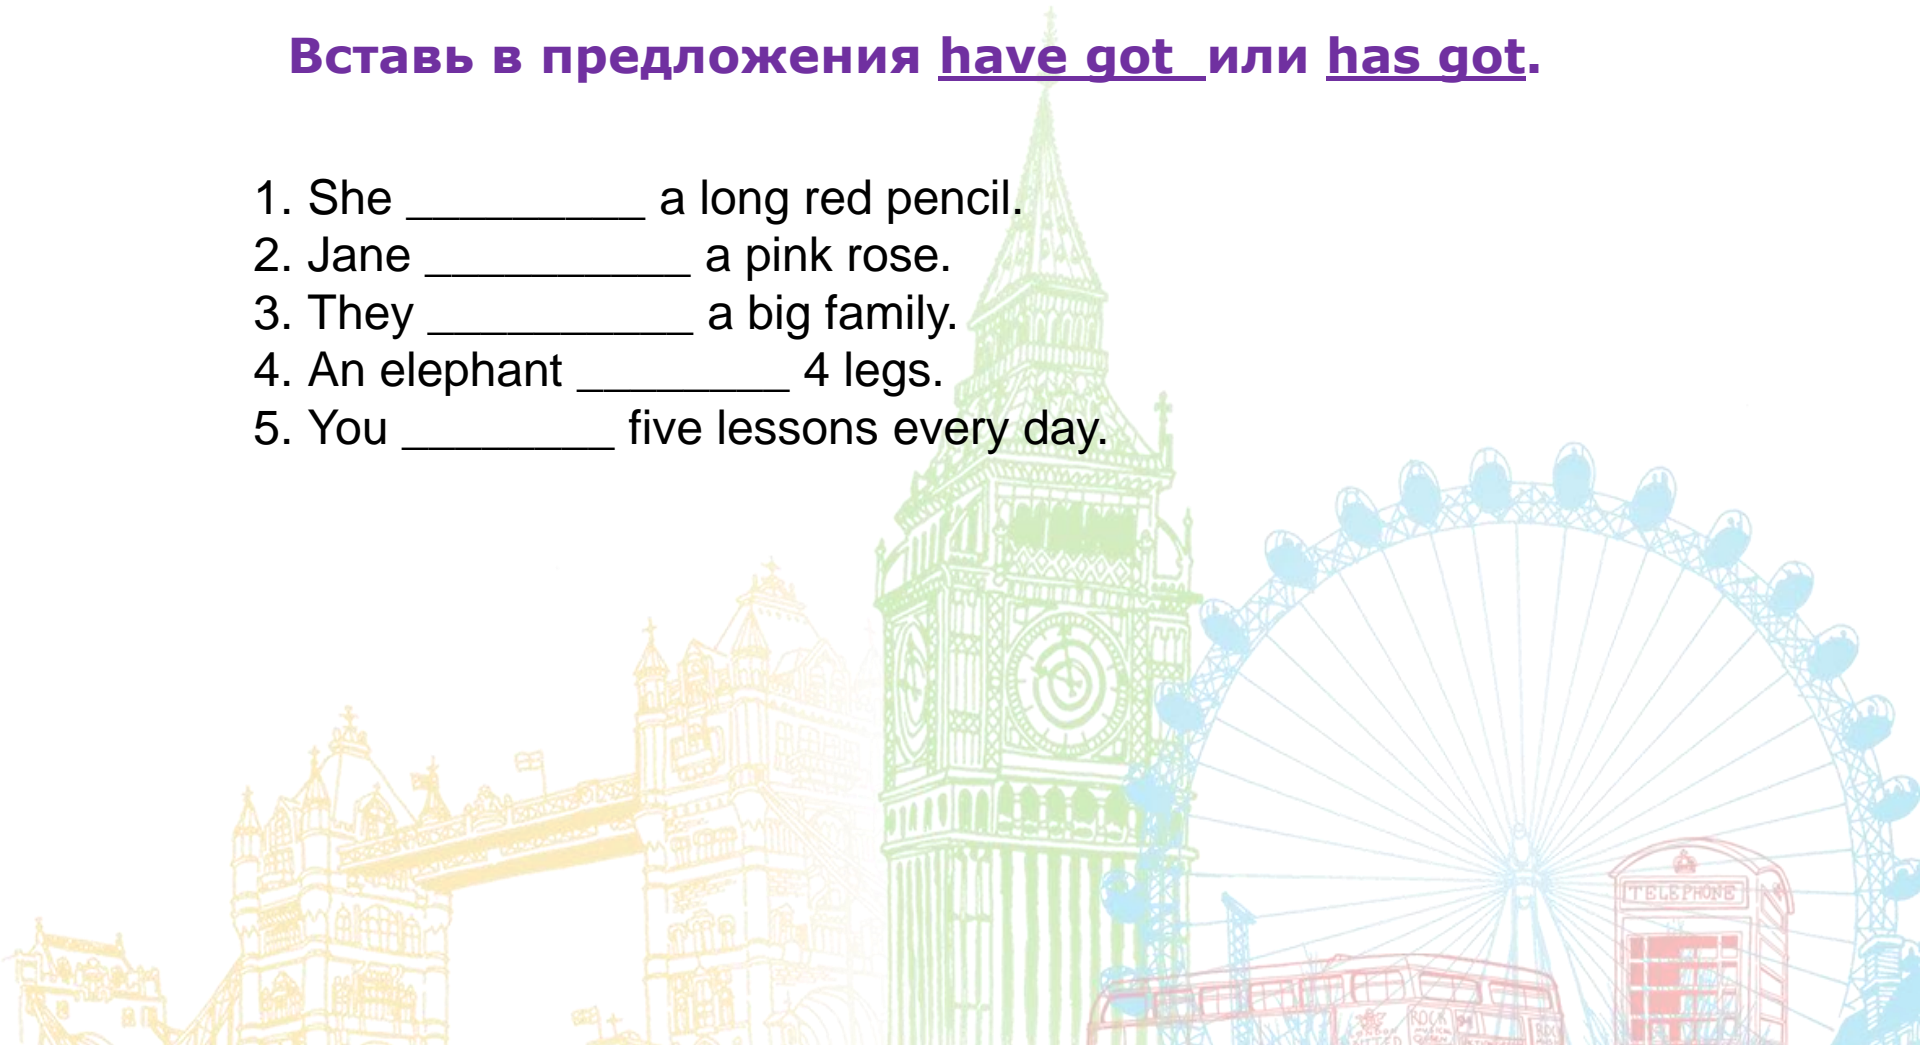 Вставь в предложения have got или has got.
1. She _________ a long red pencil.
2. Jane __________ a pink rose.
3. They __________ a big family.
4. An elephant ________ 4 legs.
5. You ________ five lessons every day.
TELEPHONE
ROCK